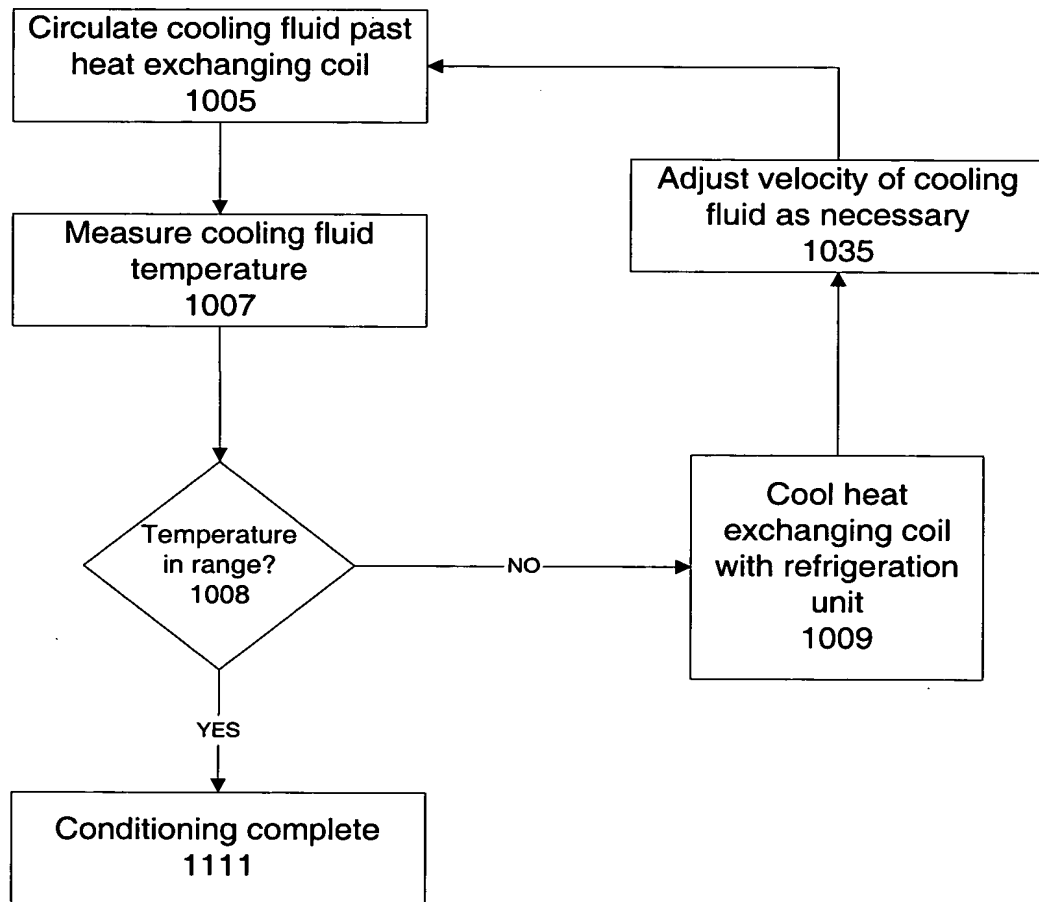 Circulate cooling fluid past
heat exchanging coil
1005
Adjust velocity of cooling
fluid as necessary
1035
Measure cooling fluid
temperature
1007
Temperature
in range?
1008
NO
Cool heat
exchanging coil
with refrigeration
unit
1009
YES
Conditioning complete
1111